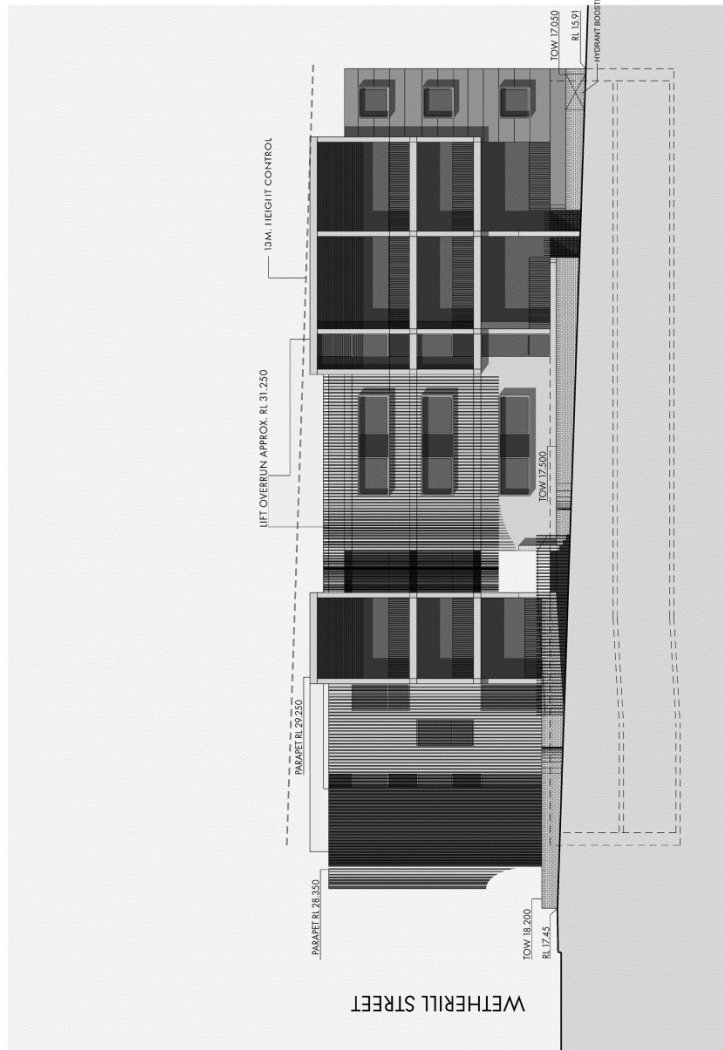 WETHERILL STREET
PARAPET RL 28.350
PARAPET RL 29.250
LIFT OVERRUN APPROX. RL 31.250
13M. HEIGHT CONTROL
TOW 18.200
RL 17.45
TOW 17.500
TOW 17.050
RL 15.91
HYDRANT BOOSTI